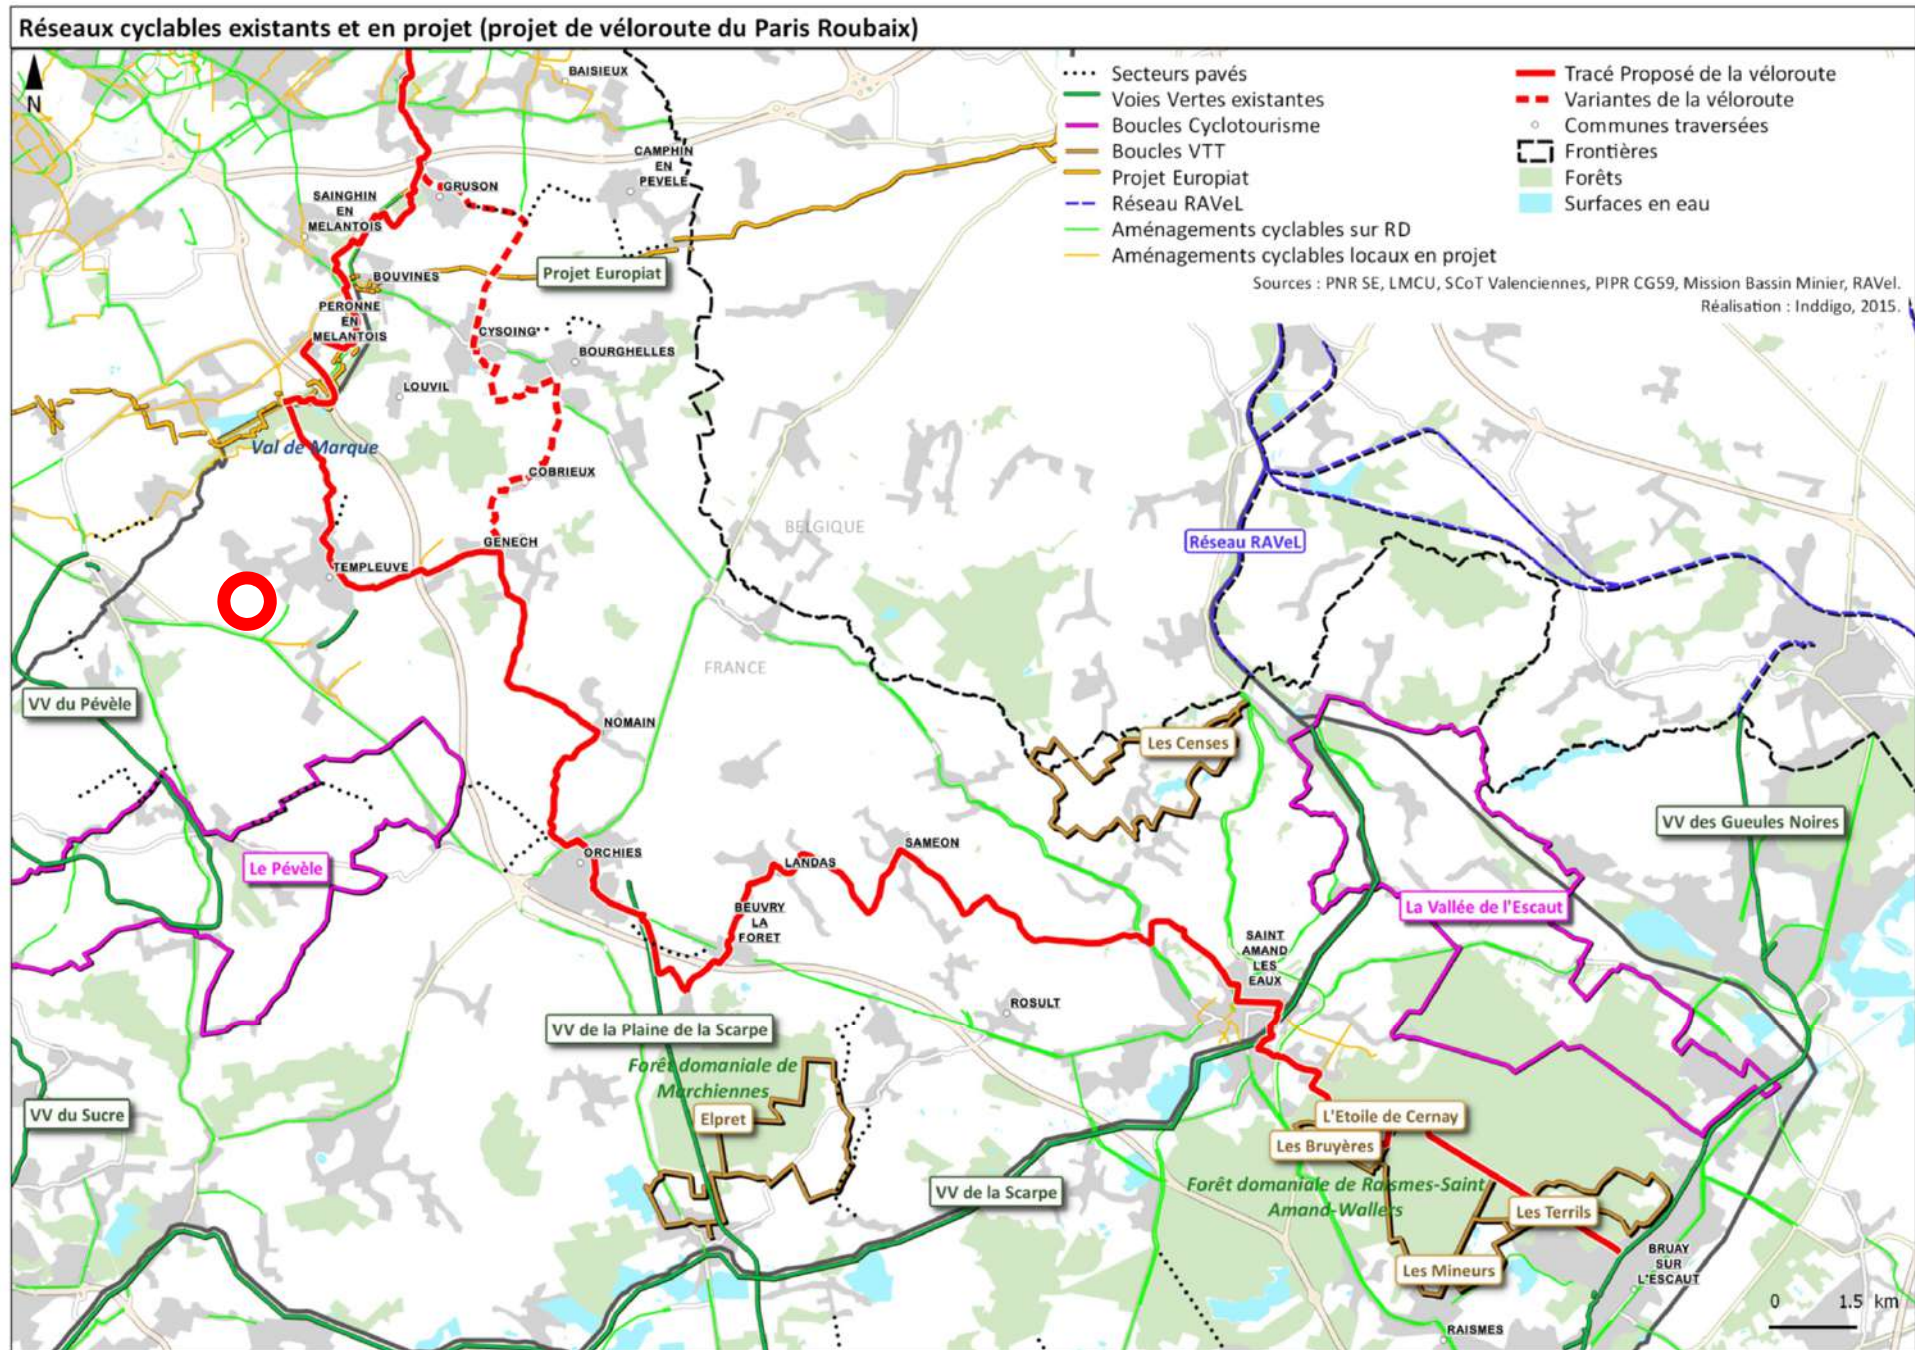 Réseaux cyclables existants et en projet (projet de véloroute du Paris Roubaix)
N
Secteurs pavés
Voies Vertes existantes
Boucles Cyclotourisme
Boucles VTT
Projet Europiat
Réseau RAVeL
Aménagements cyclables sur RD
Aménagements cyclables locaux en projet
Tracé Proposé de la véloroute
Variantes de la véloroute
Communes traversées
Frontières
Forêts
Surfaces en eau
Sources : PNR SE, LMCU, SCoT Valenciennes, PIPR CG59, Mission Bassin Minier, RAVel.
Réalisation : Inddigo, 2015.
BAISIEUX
CAMPHIN
EN
PEVELE
GRUSON
SAINGHIN
EN
MELANTOIS
BOUVINES
Projet Europiat
PERONNE
EN
MELANTOIS
CYSOING
BOURGHELLES
LOUVIL
Val de Marque
COBRIEUX
BELGIQUE
GENECH
Réseau RAVeL
TEMPLEUVE
FRANCE
VV du Pévèle
NOMAIN
Les Censes
VV des Gueules Noires
Le Pévèle
ORCHIES
LANDAS
SAMEON
BEUVRY
LA
FORET
La Vallée de l'Escaut
SAINT
AMAND
LES
EAUX
ROSULT
VV de la Plaine de la Scarpe
Forêt domaniale de
Marchiennes
VV du Sucre
Elpret
L'Etoile de Cernay
Les Bruyères
VV de la Scarpe
Forêt domaniale de Raismes-Saint
Amand-Wallers
Les Terrils
Les Mineurs
BRUAY
SUR
L'ESCAUT
RAISMES
0 1.5 km